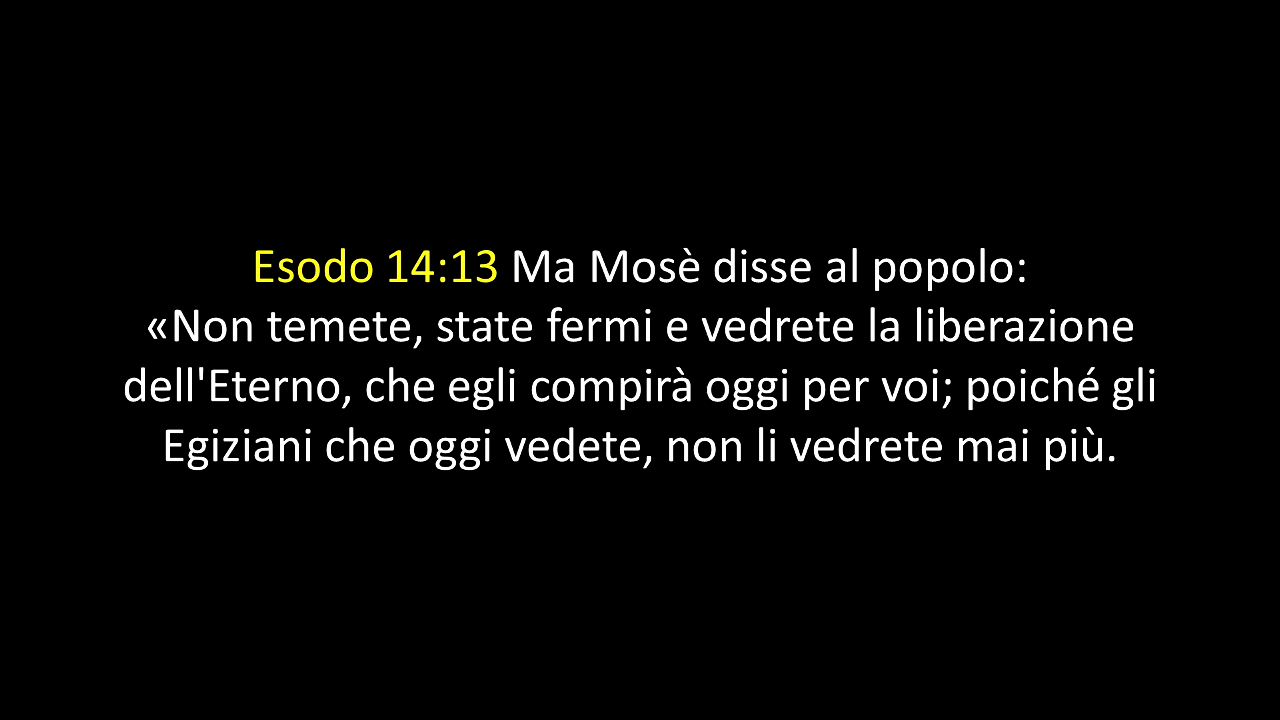 Esodo 14:13 Ma Mosè disse al popolo:
«Non temete, state fermi e vedrete la liberazione
dell'Eterno, che egli compirà oggi per voi; poiché gli
Egiziani che oggi vedete, non li vedrete mai più.